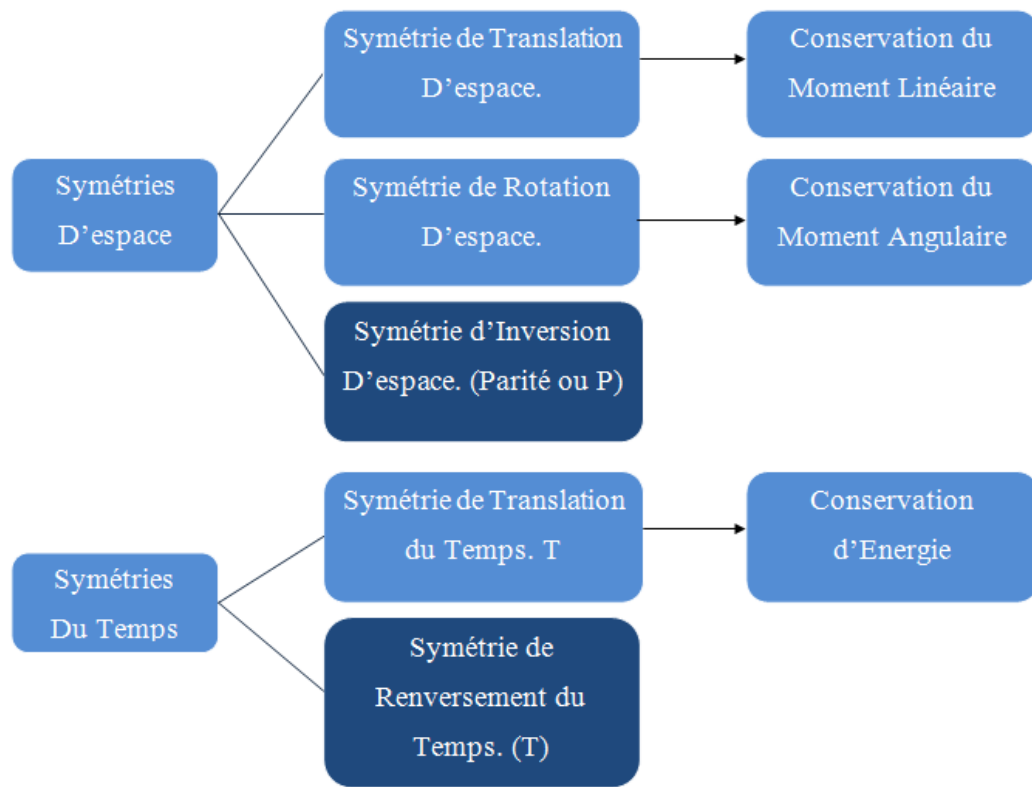 Symétries
D’espace
Symétrie de Translation
D’espace.
Conservation du
Moment Linéaire
Symétrie de Rotation
D’espace.
Conservation du
Moment Angulaire
Symétrie d’Inversion
D’espace. (Parité ou P)
Symétries
Du Temps
Symétrie de Translation
du Temps. T
Conservation
d’Energie
Symétrie de
Renversement du
Temps. (T)